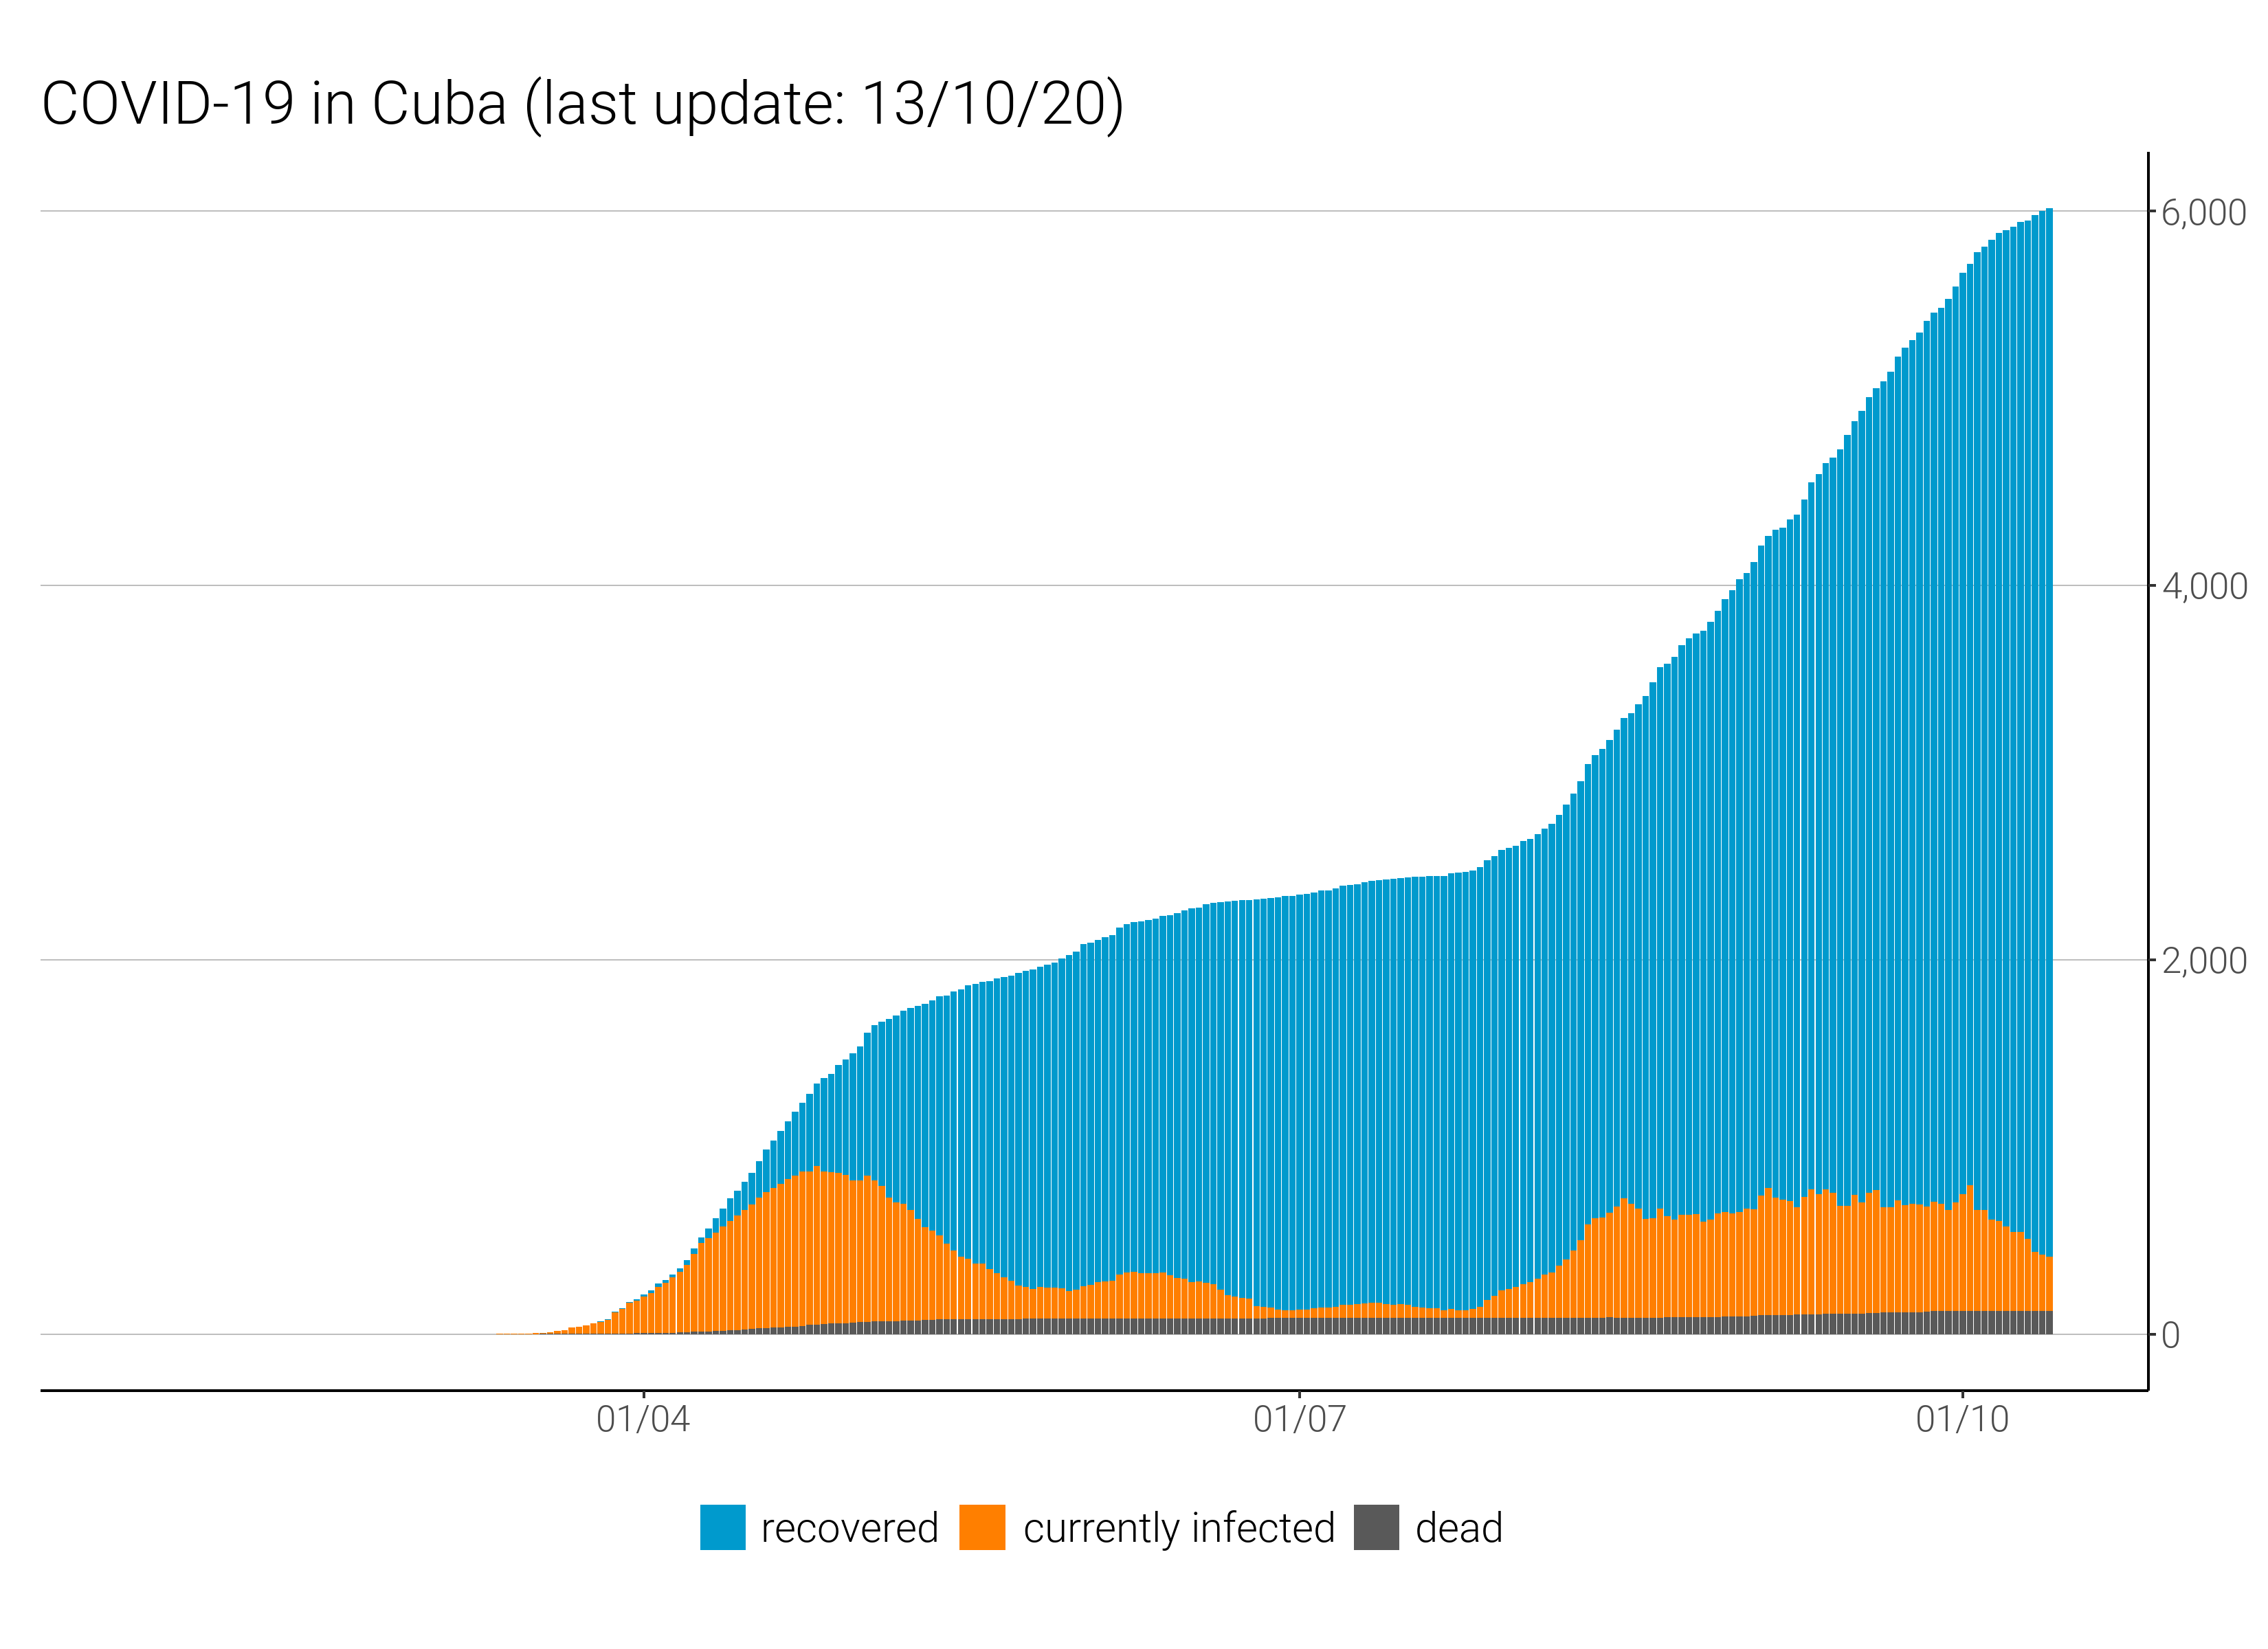 COVID-19 in Cuba (last update: 13/10/20)
6,000
4,000
2,000
0
01/04 01/07 01/10
recovered currently infected dead